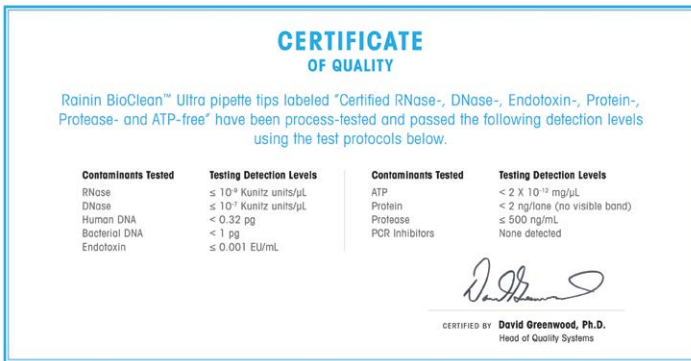 CERTIFICATE
OF QUALITY
Rainin BioClean™ Ultra pipette tips labeled "Certified RNase-, DNase-, Endotoxin-, Protein-,
Protease- and ATP-free" have been process-tested and passed the following detection levels
using the test protocols below.
Contaminants Tested Testing Detection Levels
RNase ≤ 10⁻⁹ Kunitz units/µL
DNase ≤ 10⁻⁷ Kunitz units/µL
Human DNA < 0.32 pg
Bacterial DNA < 1 pg
Endotoxin ≤ 0.001 EU/mL
Contaminants Tested Testing Detection Levels
ATP < 2 X 10⁻¹² mg/µL
Protein < 2 ng/lane (no visible band)
Protease ≤ 500 ng/mL
PCR Inhibitors None detected
CERTIFIED BY David Greenwood, Ph.D.
Head of Quality Systems